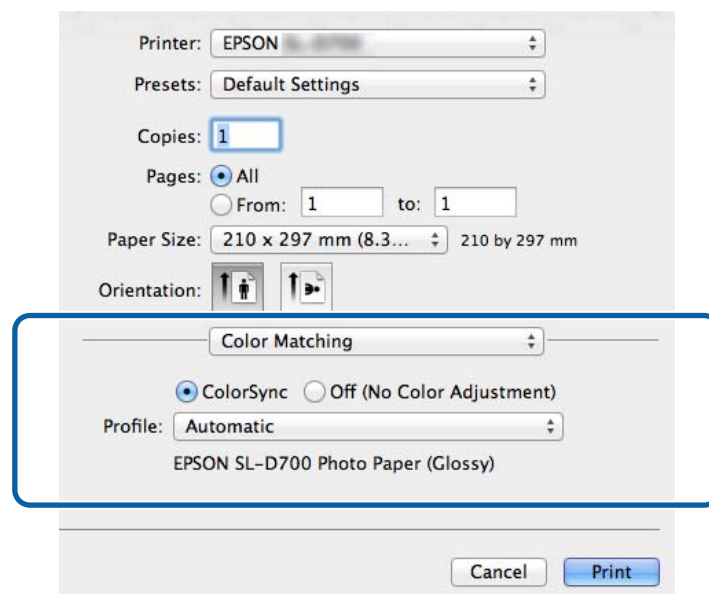 Printer: EPSON
Presets: Default Settings
Copies: 1
Pages: All
From: 1 to: 1
Paper Size: 210 x 297 mm (8.3... 210 by 297 mm
Orientation:
Color Matching
ColorSync Off (No Color Adjustment)
Profile: Automatic
EPSON SL-D700 Photo Paper (Glossy)
Cancel Print